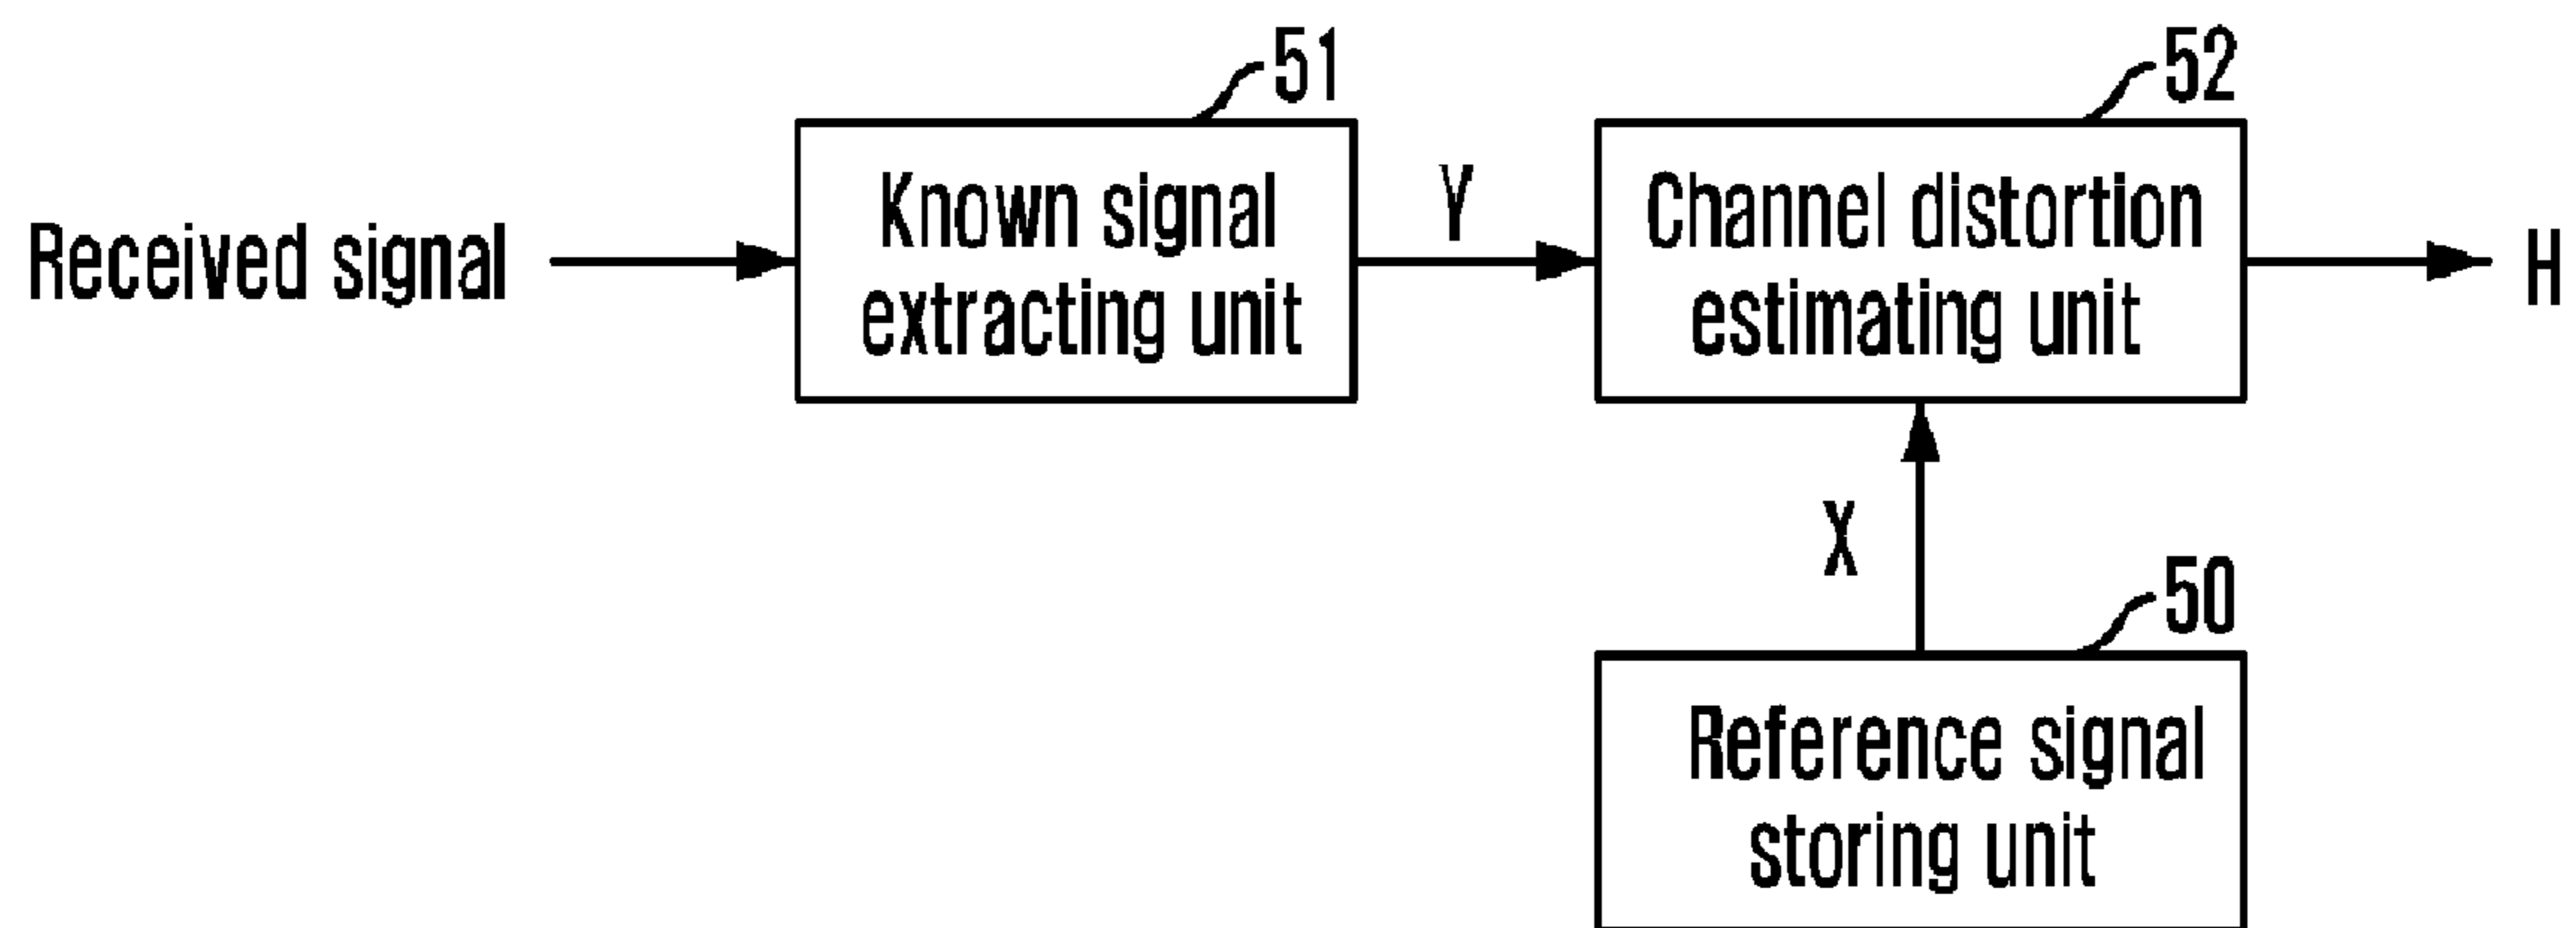 51
52
Received signal
Known signal
extracting unit
Y
Channel distortion
estimating unit
H
X
50
Reference signal
storing unit